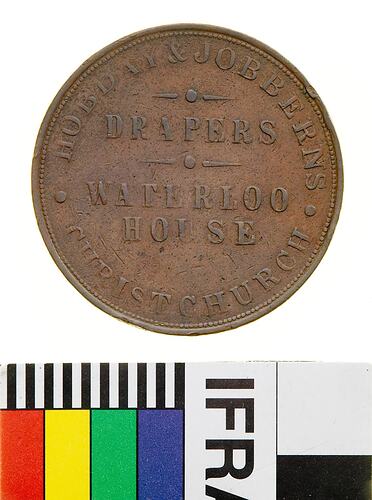 HOBDAY & JOBBERNS
DRAPERS
WATERLOO
HOUSE
CHRISTCHURCH
IFRA